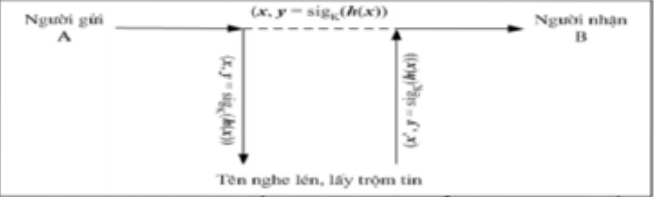 (x, y = sig_K(h(x)))
Người gửi
A
Người nhận
B
(x, y = sig_K(h(x)))
(x', y = sig_K(h(x)))
Tên nghe lén, lấy trộm tin